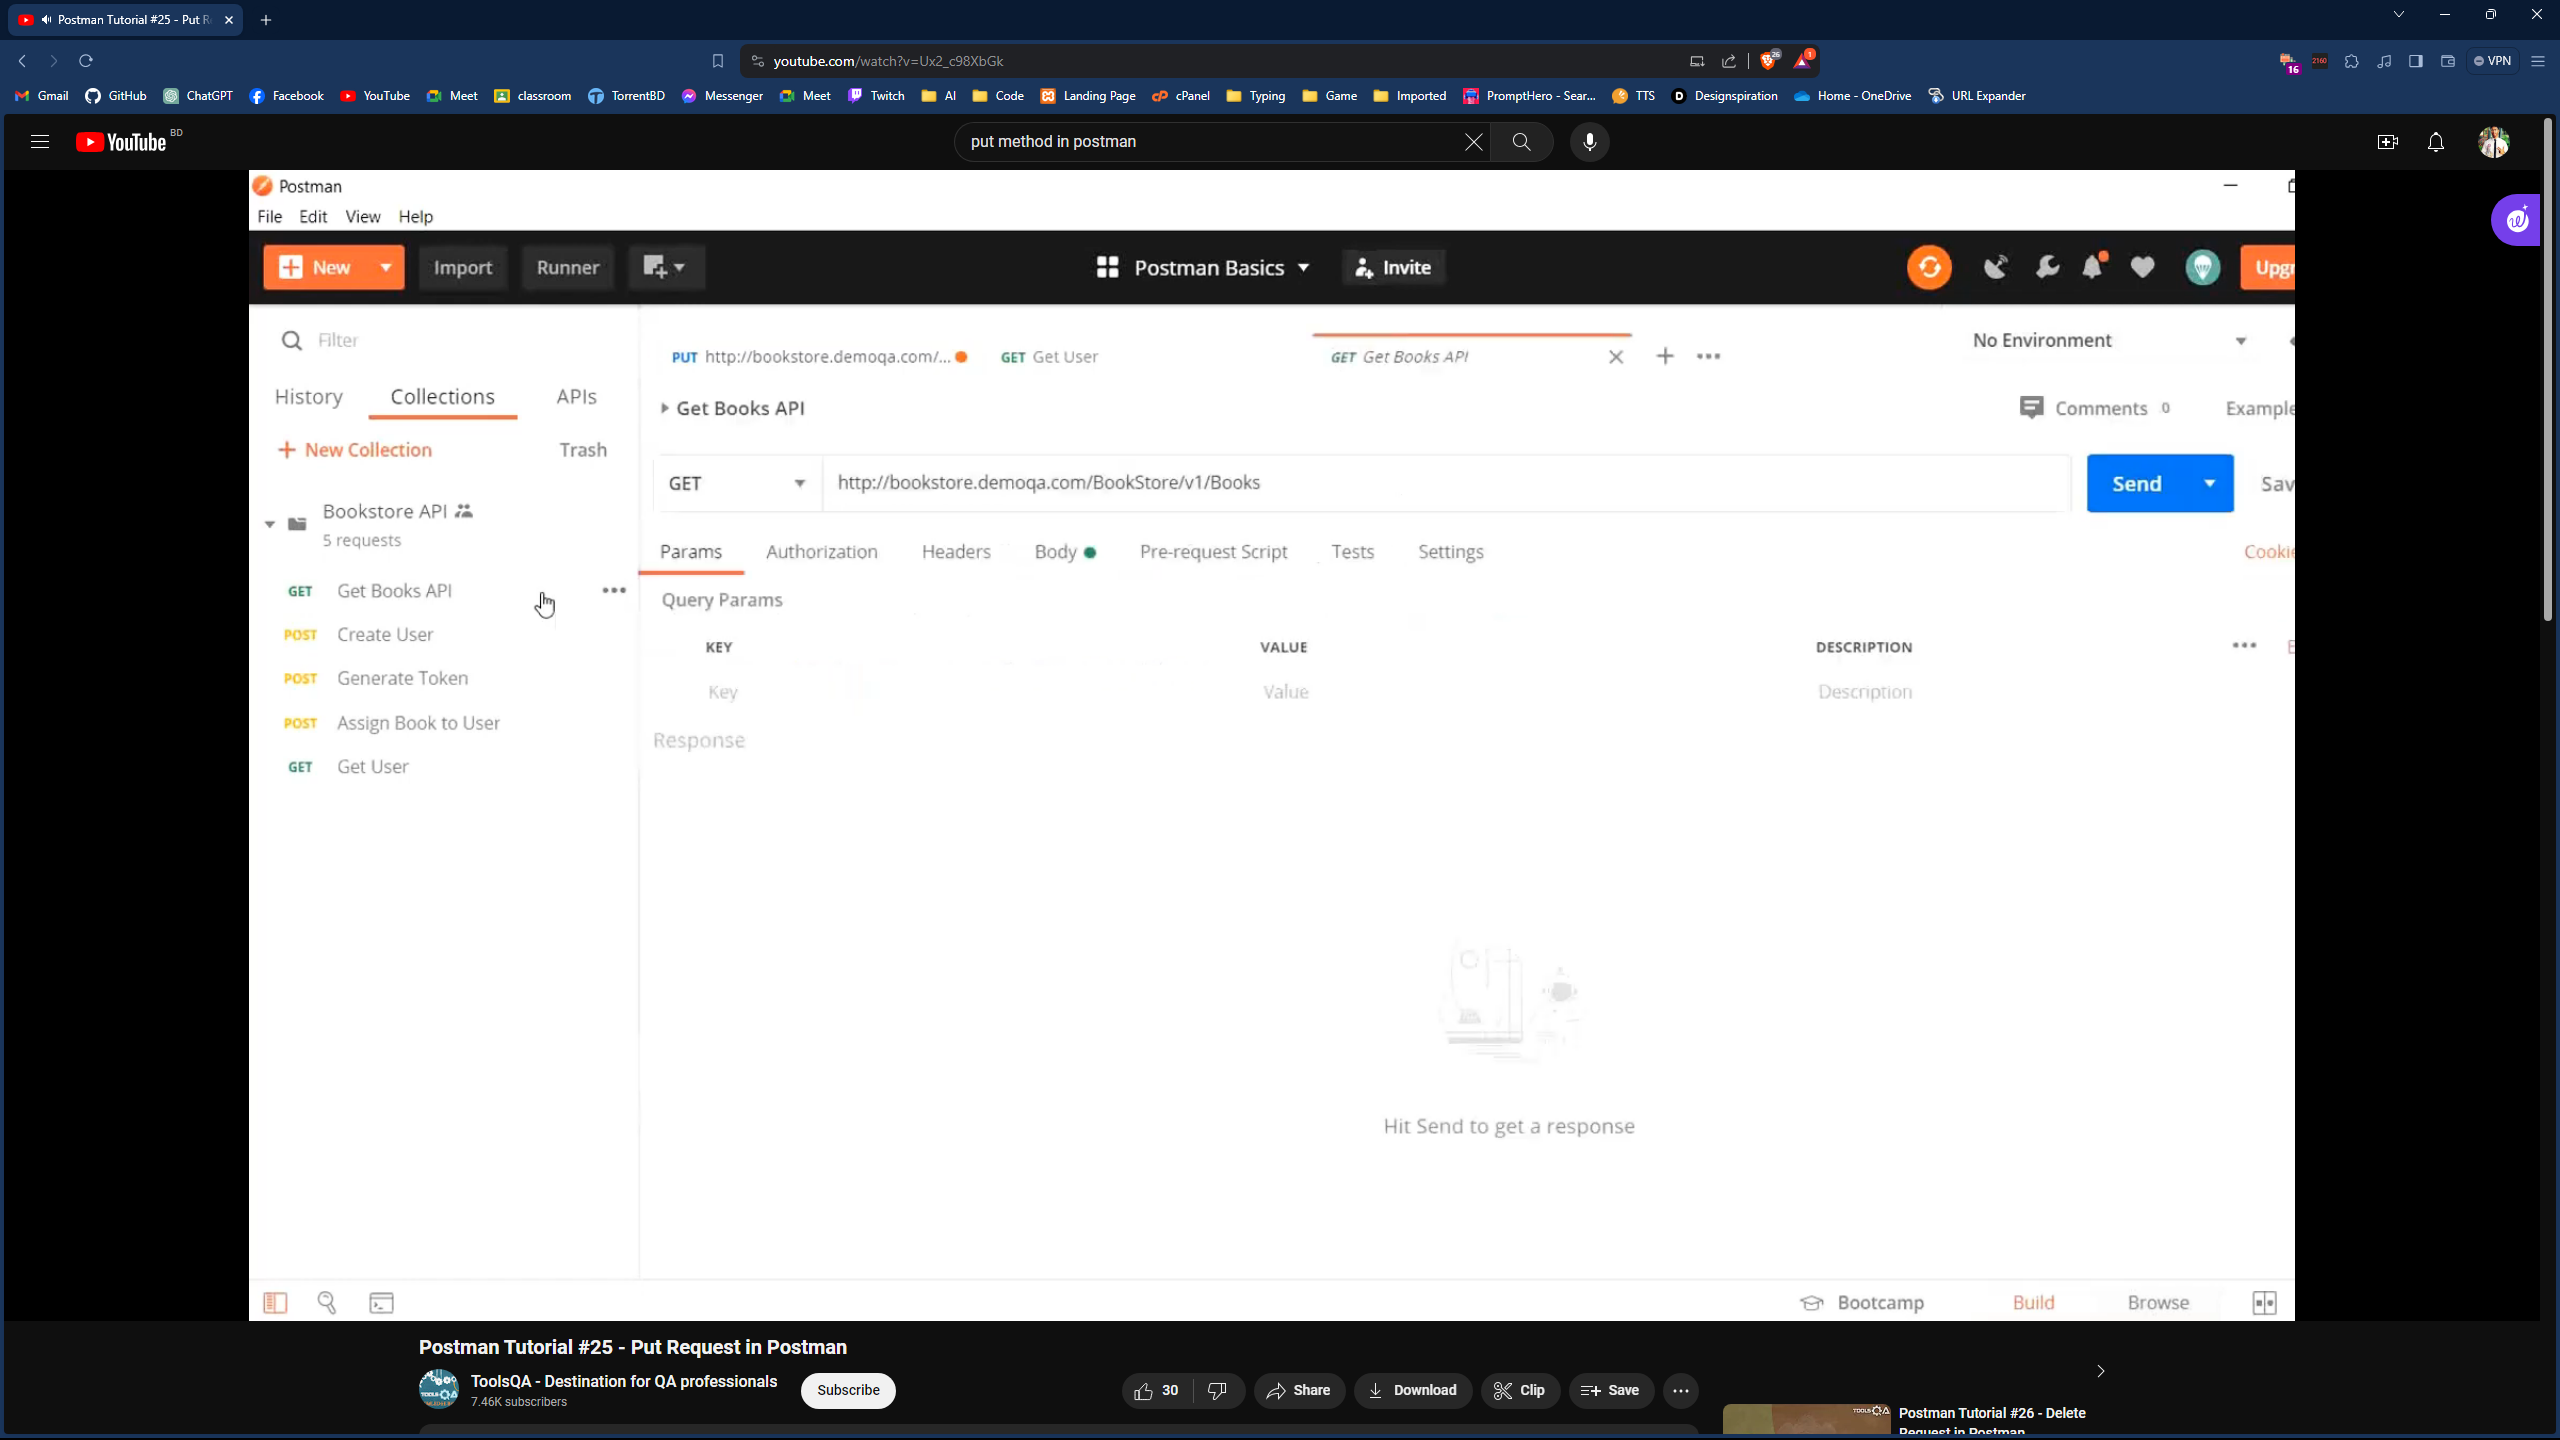 Postman Tutorial #25 - Put R
youtube.com/watch?v=Ux2_c98XbGk
26
1
16
2160
VPN
Gmail GitHub ChatGPT Facebook YouTube Meet classroom TorrentBD Messenger Meet Twitch AI Code Landing Page cPanel Typing Game Imported PromptHero - Sear... TTS Designspiration Home - OneDrive URL Expander
YouTube BD
put method in postman
Postman
File Edit View Help
New Import Runner Postman Basics Invite Upgr
Filter
PUT http://bookstore.demoqa.com/... GET Get User GET Get Books API No Environment
History Collections APIs
Get Books API Comments 0 Example
+ New Collection Trash
GET http://bookstore.demoqa.com/BookStore/v1/Books Send Sav
Bookstore API
5 requests
Params Authorization Headers Body Pre-request Script Tests Settings Cookie
GET Get Books API
Query Params
POST Create User
KEY VALUE DESCRIPTION
POST Generate Token
Key Value Description
POST Assign Book to User
Response
GET Get User
Hit Send to get a response
Bootcamp Build Browse
Postman Tutorial #25 - Put Request in Postman
ToolsQA - Destination for QA professionals
7.46K subscribers
Subscribe
30 Share Download Clip Save
TOOLSQA
Postman Tutorial #26 - Delete
Request in Postman